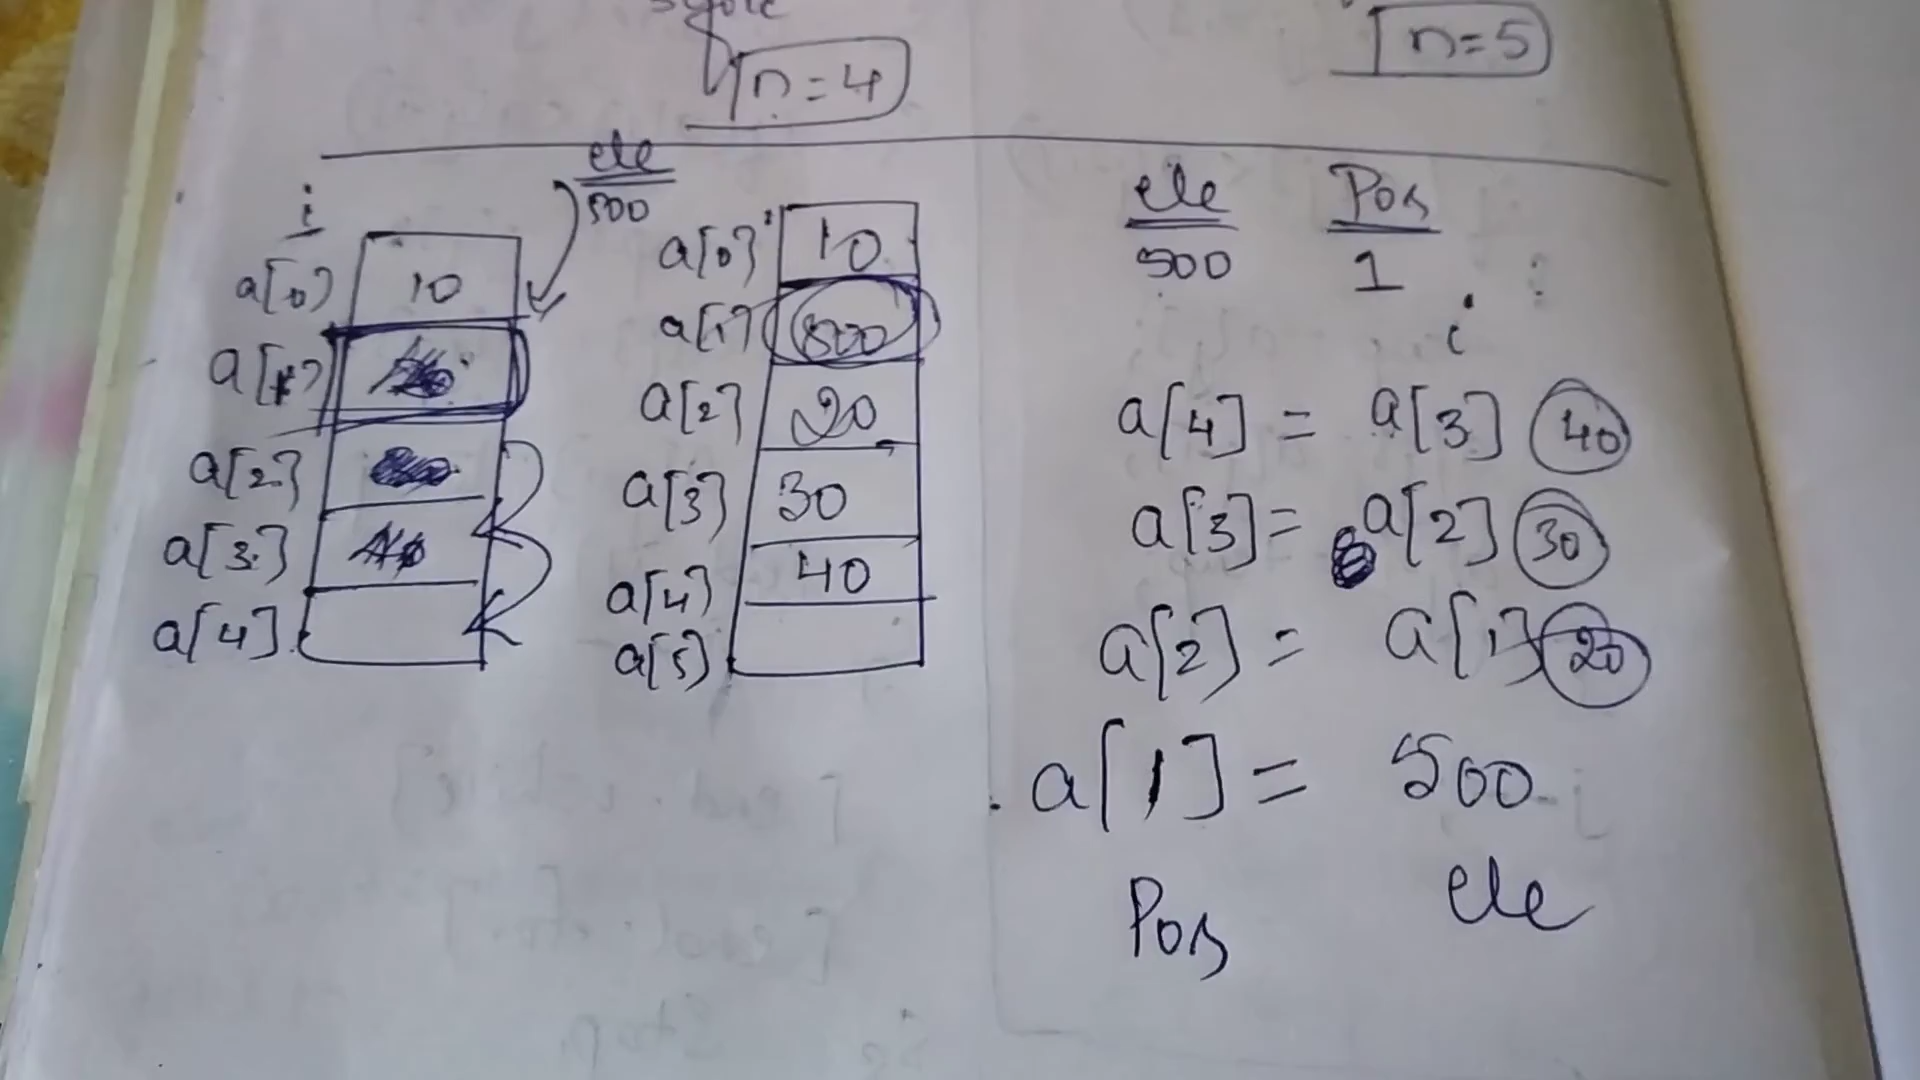 n=4
n=5
ele
500
i
a[0] 10
a[1]
a[2]
a[3]
a[4]
a[0] 10
a[1] 500
a[2] 20
a[3] 30
a[4] 40
a[5]
ele Pos
500 1
i
a[4] = a[3] 40
a[3] = a[2] 30
a[2] = a[1] 20
a[1] = 500
Pos ele